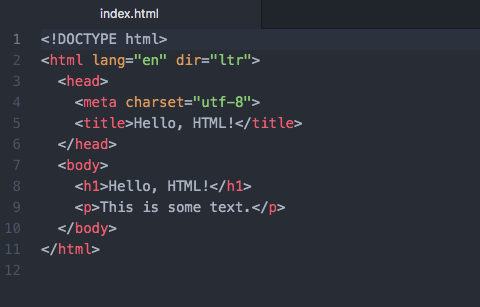 index.html
1 <!DOCTYPE html>
2 <html lang="en" dir="ltr">
3   <head>
4     <meta charset="utf-8">
5     <title>Hello, HTML!</title>
6   </head>
7   <body>
8     <h1>Hello, HTML!</h1>
9     <p>This is some text.</p>
10   </body>
11 </html>
12